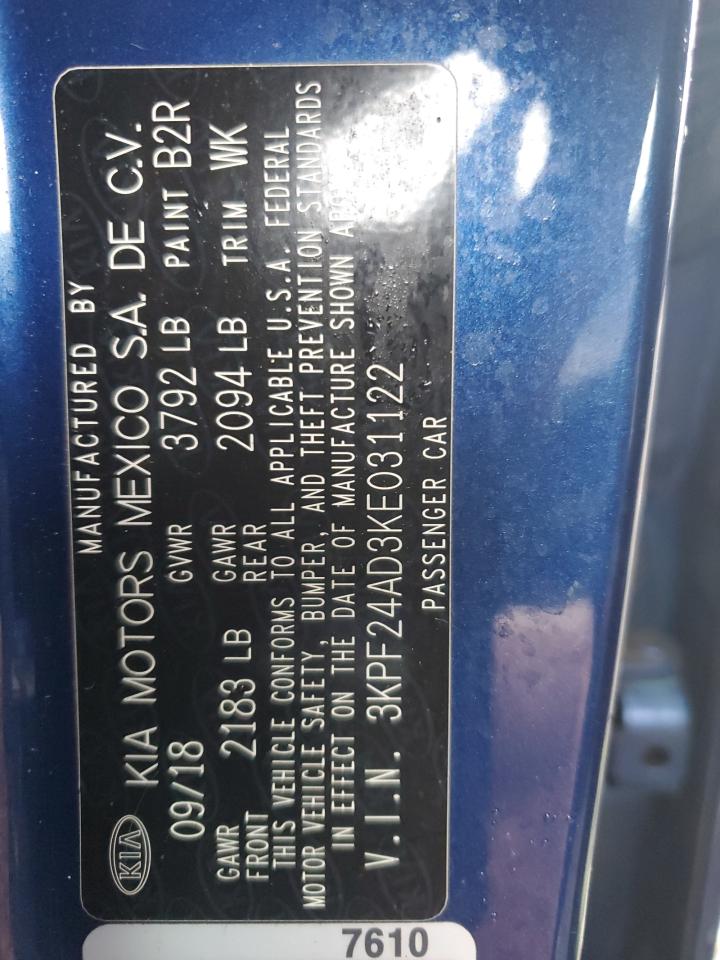 MANUFACTURED BY
KIA KIA MOTORS MEXICO S.A. DE C.V.
09/18 GVWR 3792 LB PAINT B2R
GAWR FRONT 2183 LB GAWR REAR 2094 LB TRIM WK
THIS VEHICLE CONFORMS TO ALL APPLICABLE U.S.A. FEDERAL
MOTOR VEHICLE SAFETY, BUMPER, AND THEFT PREVENTION STANDARDS
IN EFFECT ON THE DATE OF MANUFACTURE SHOWN
V.I.N. 3KPF24AD3KE031122
PASSENGER CAR
7610